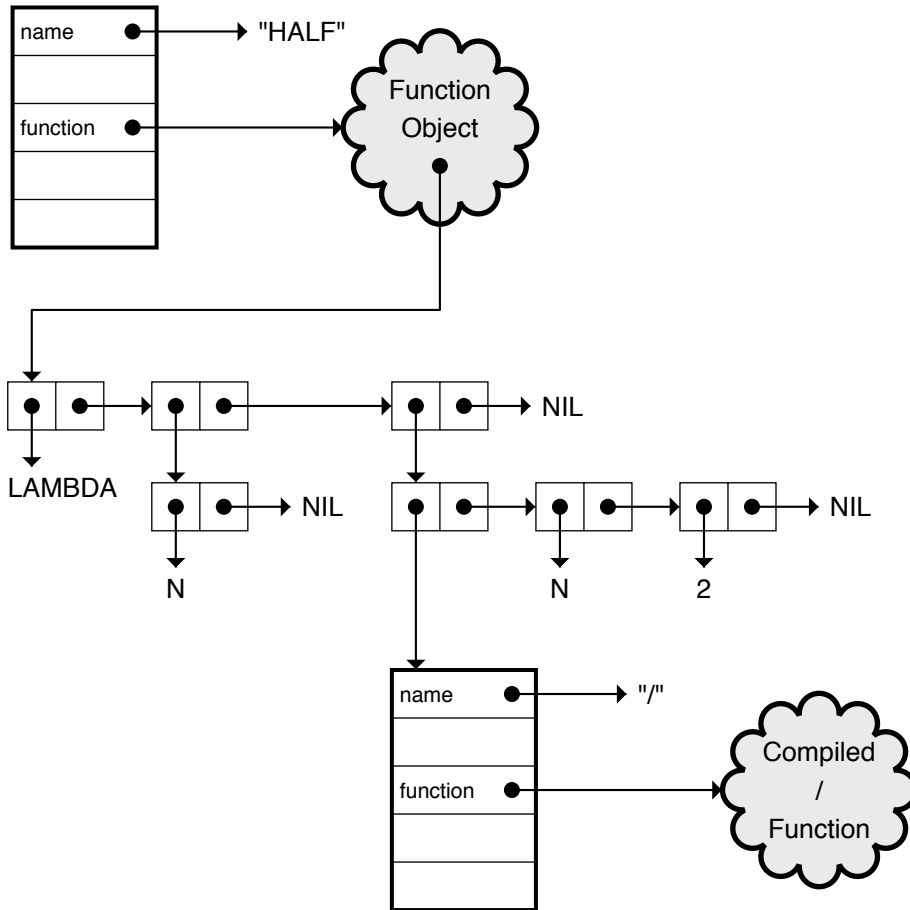 name "HALF"
Function
Object
function
NIL
LAMBDA
NIL
NIL
N
N
2
name "/"
Compiled
function
/
Function